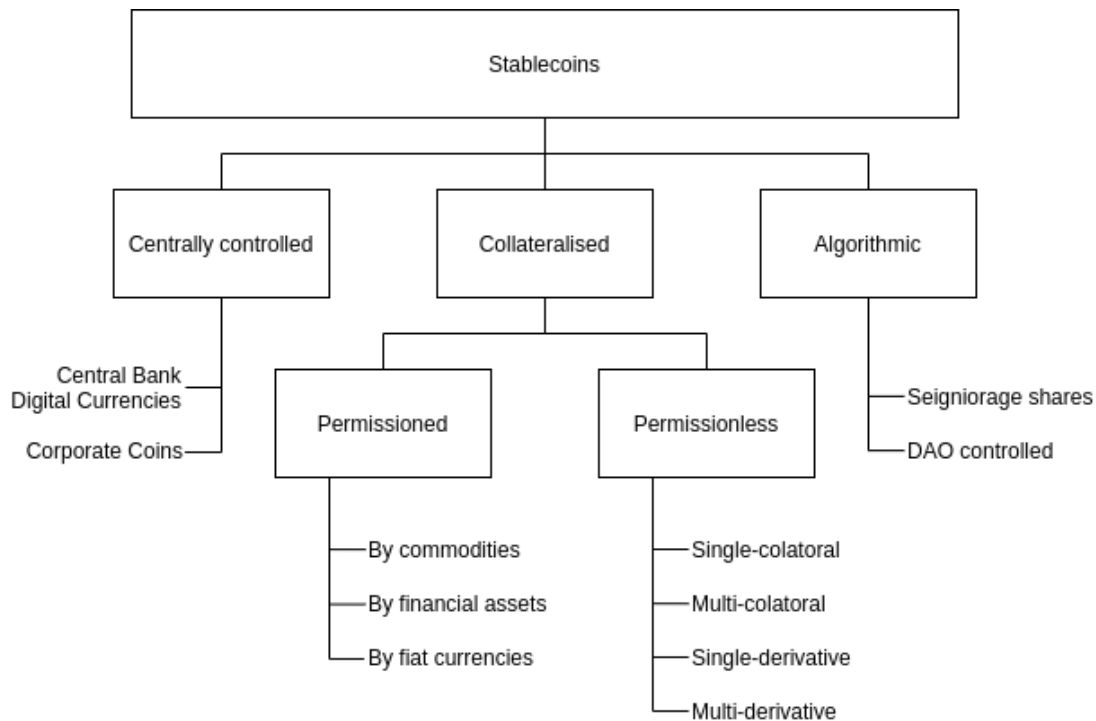 Stablecoins
Centrally controlled
Collateralised
Algorithmic
Central Bank
Digital Currencies
Corporate Coins
Permissioned
Permissionless
Seigniorage shares
DAO controlled
By commodities
By financial assets
By fiat currencies
Single-colatoral
Multi-colatoral
Single-derivative
Multi-derivative